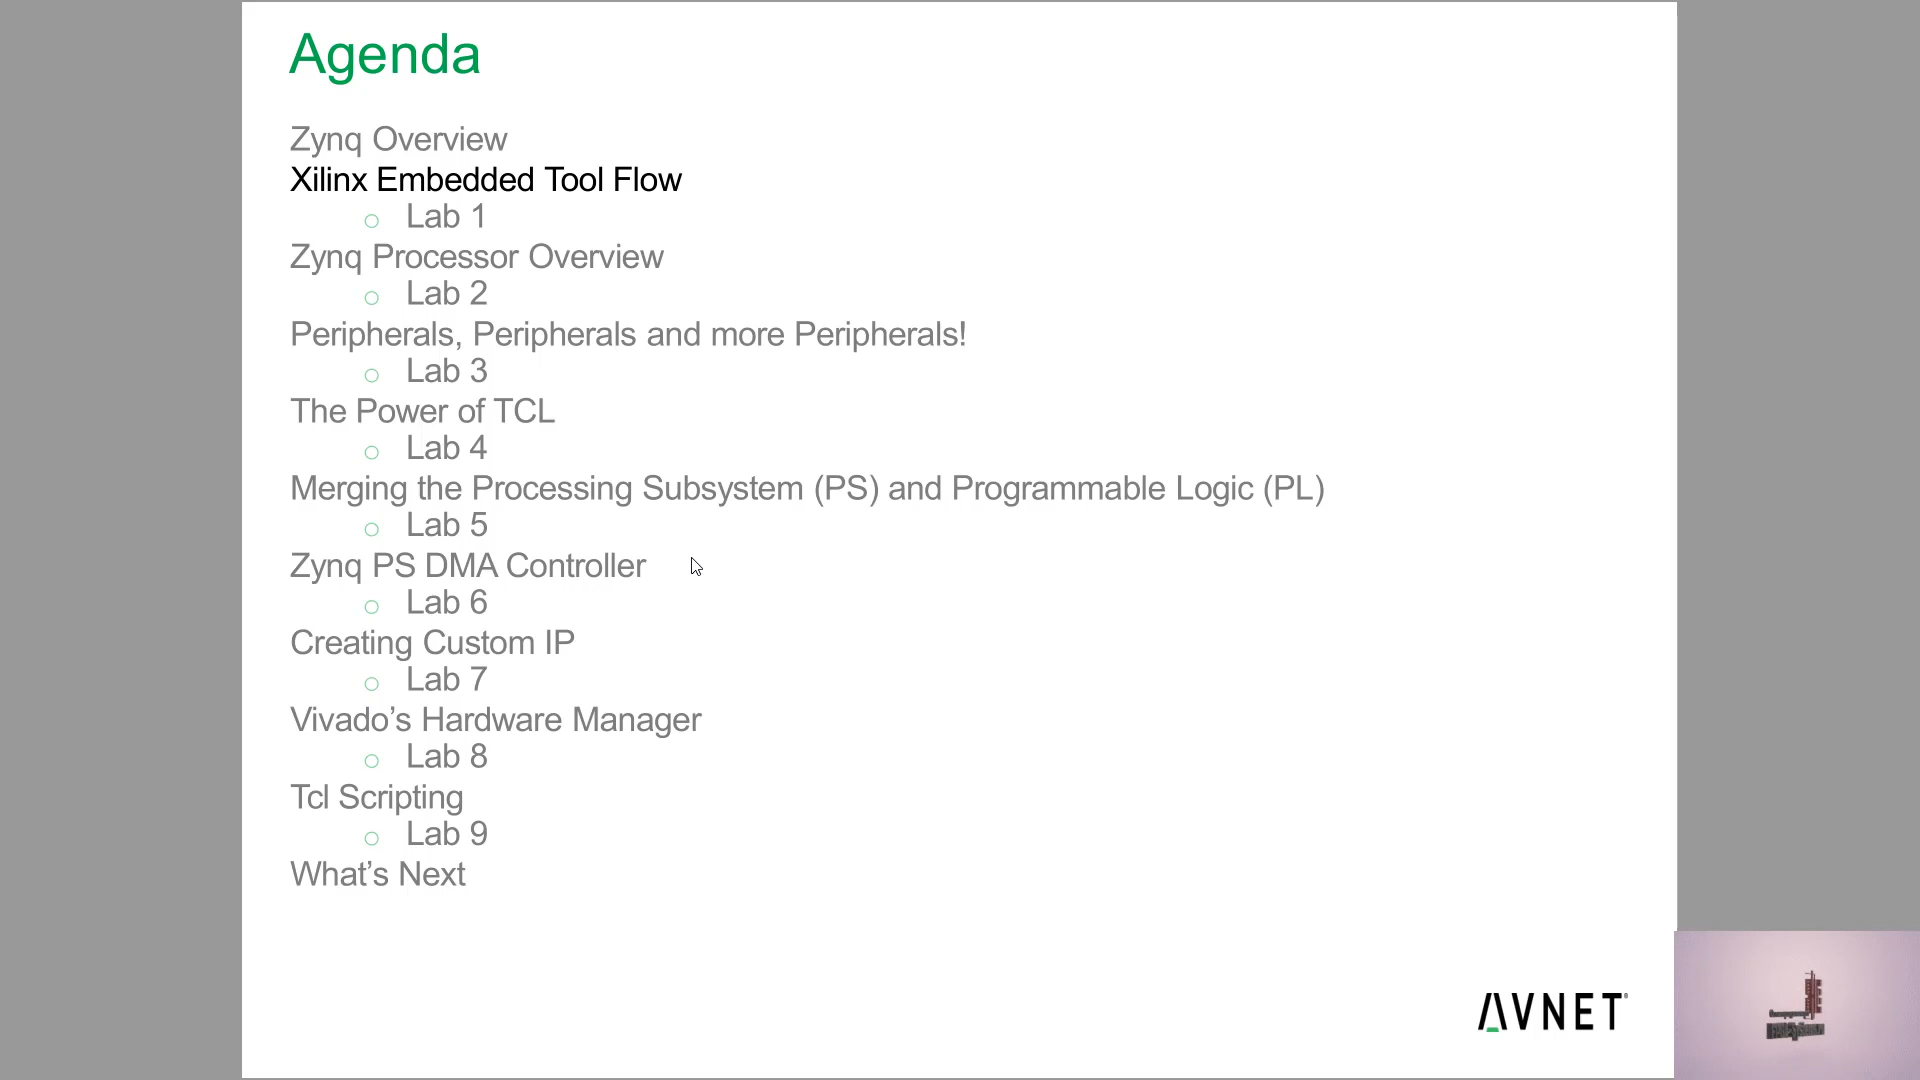 Agenda
Zynq Overview
Xilinx Embedded Tool Flow
Lab 1
Zynq Processor Overview
Lab 2
Peripherals, Peripherals and more Peripherals!
Lab 3
The Power of TCL
Lab 4
Merging the Processing Subsystem (PS) and Programmable Logic (PL)
Lab 5
Zynq PS DMA Controller
Lab 6
Creating Custom IP
Lab 7
Vivado’s Hardware Manager
Lab 8
Tcl Scripting
Lab 9
What’s Next
AVNET